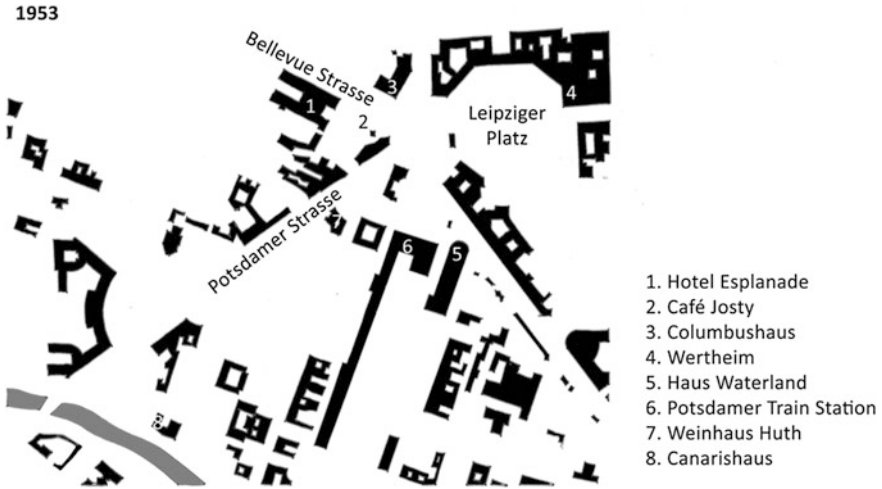 1953
Bellevue Strasse
1
2
3
4
Leipziger
Platz
Potsdamer Strasse
7
6
5
8
1. Hotel Esplanade
2. Café Josty
3. Columbushaus
4. Wertheim
5. Haus Waterland
6. Potsdamer Train Station
7. Weinhaus Huth
8. Canarishaus